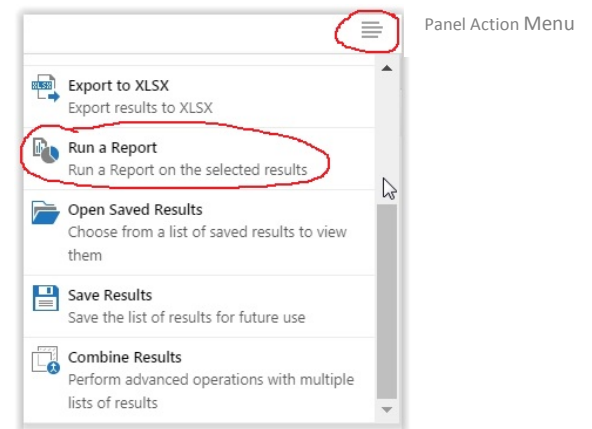 Panel Action Menu
Export to XLSX
Export results to XLSX
Run a Report
Run a Report on the selected results
Open Saved Results
Choose from a list of saved results to view
them
Save Results
Save the list of results for future use
Combine Results
Perform advanced operations with multiple
lists of results